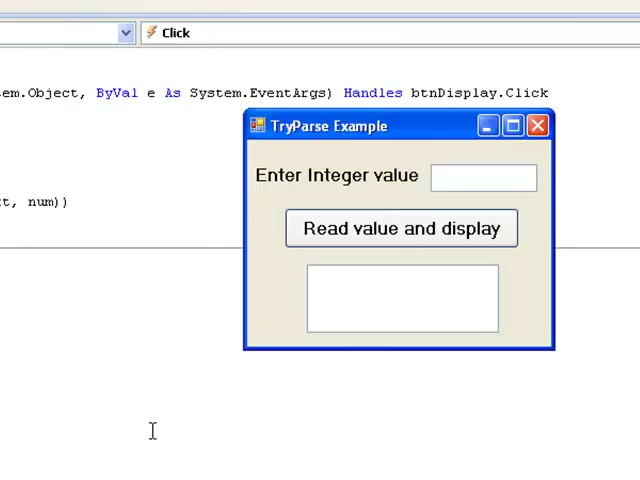 Click
em.Object, ByVal e As System.EventArgs) Handles btnDisplay.Click
TryParse Example
Enter Integer value
t, num))
Read value and display